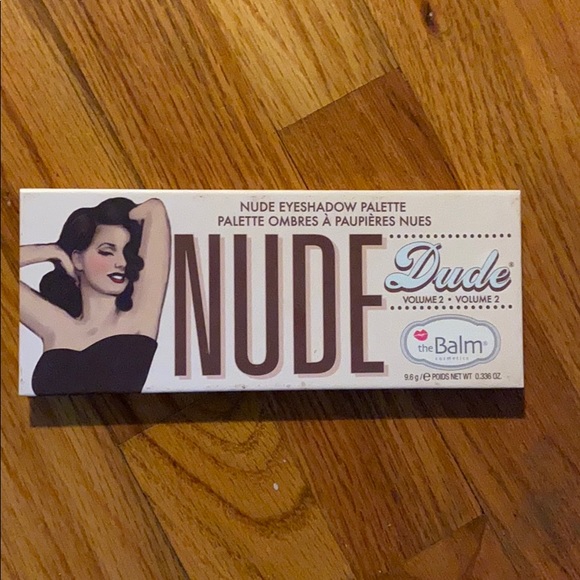 NUDE EYESHADOW PALETTE
PALETTE OMBRES À PAUPIÈRES NUES
NUDE
Dude®
VOLUME 2 • VOLUME 2
theBalm®
cosmetics
9.6 g / ℮ POIDS NET WT 0.336 OZ.